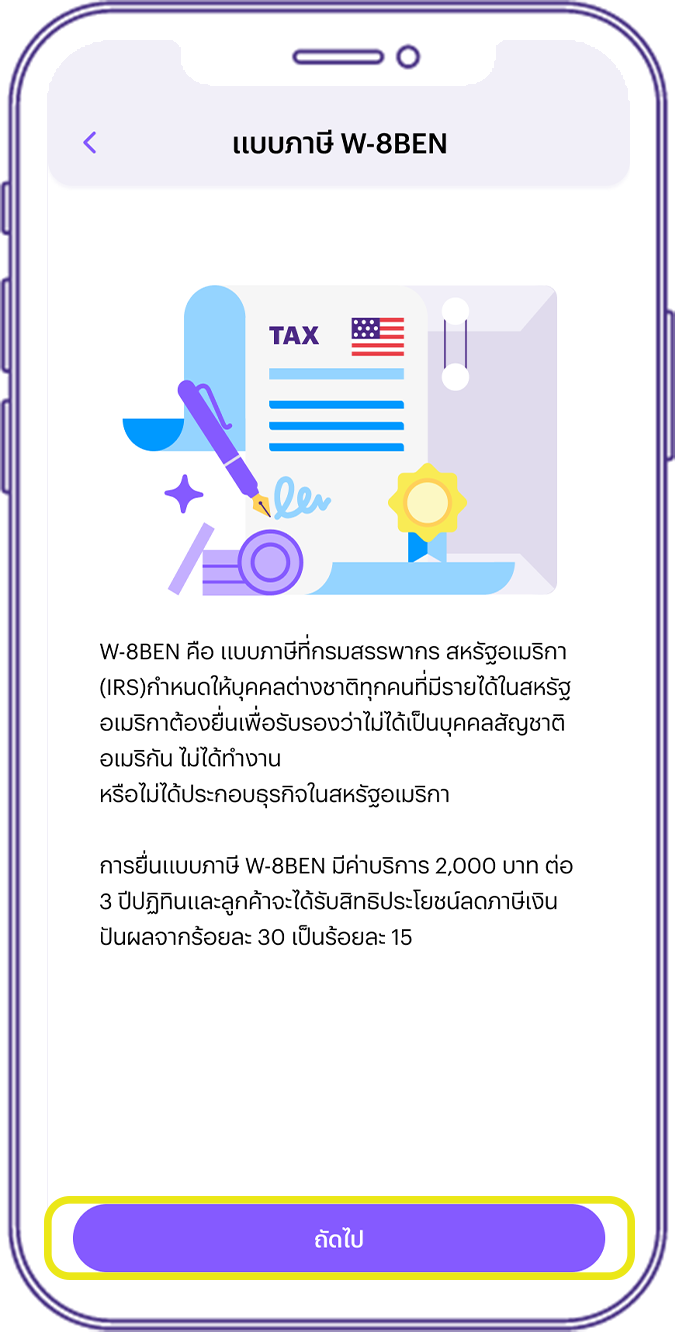 แบบภาษี W-8BEN
TAX
W-8BEN คือ แบบภาษีที่กรมสรรพากร สหรัฐอเมริกา
(IRS)กำหนดให้บุคคลต่างชาติทุกคนที่มีรายได้ในสหรัฐ
อเมริกาต้องยื่นเพื่อรับรองว่าไม่ได้เป็นบุคคลสัญชาติ
อเมริกัน ไม่ได้ทำงาน
หรือไม่ได้ประกอบธุรกิจในสหรัฐอเมริกา
การยื่นแบบภาษี W-8BEN มีค่าบริการ 2,000 บาท ต่อ
3 ปีปฏิทินและลูกค้าจะได้รับสิทธิประโยชน์ลดภาษีเงิน
ปันผลจากร้อยละ 30 เป็นร้อยละ 15
ถัดไป